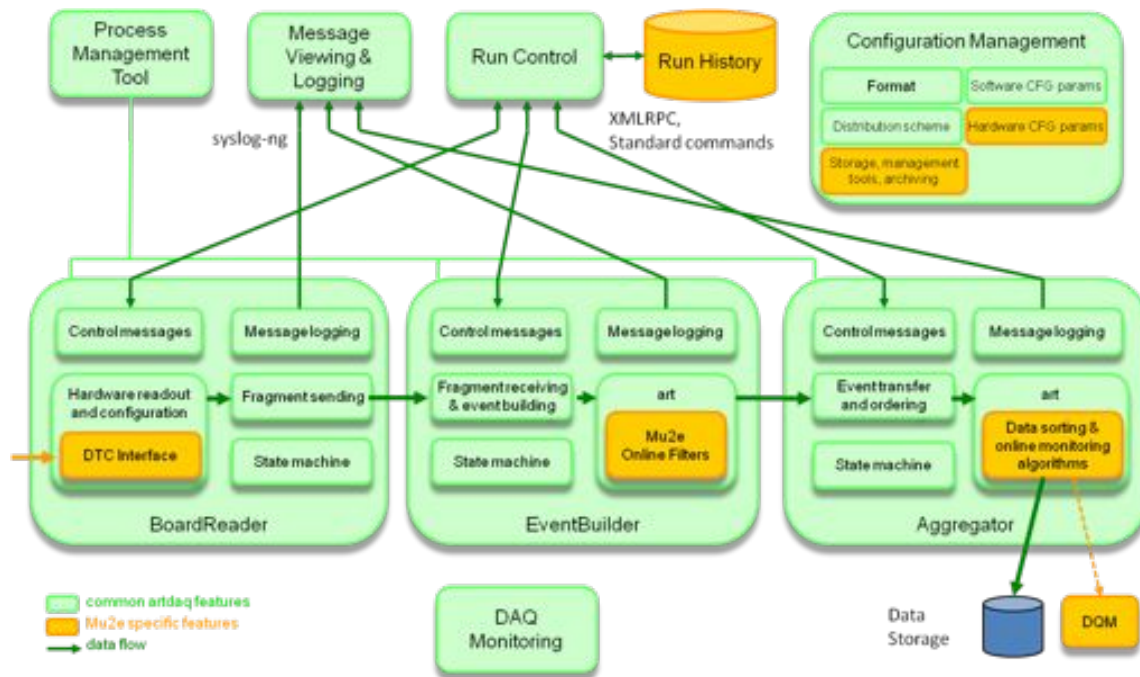 Process
Management
Tool
Message
Viewing &
Logging
Run Control
Run History
Configuration Management
Format
Software CFG params
Distribution scheme
Hardware CFG params
Storage, management
tools, archiving
syslog-ng
XMLRPC,
Standard commands
Control messages
Message logging
Hardware readout
and configuration
DTC Interface
Fragment sending
State machine
BoardReader
Control messages
Message logging
Fragment receiving
& event building
art
Mu2e
Online Filters
State machine
EventBuilder
Control messages
Message logging
Event transfer
and ordering
art
Data sorting &
online monitoring
algorithms
State machine
Aggregator
common artdaq features
Mu2e specific features
data flow
DAQ
Monitoring
Data
Storage
DQM